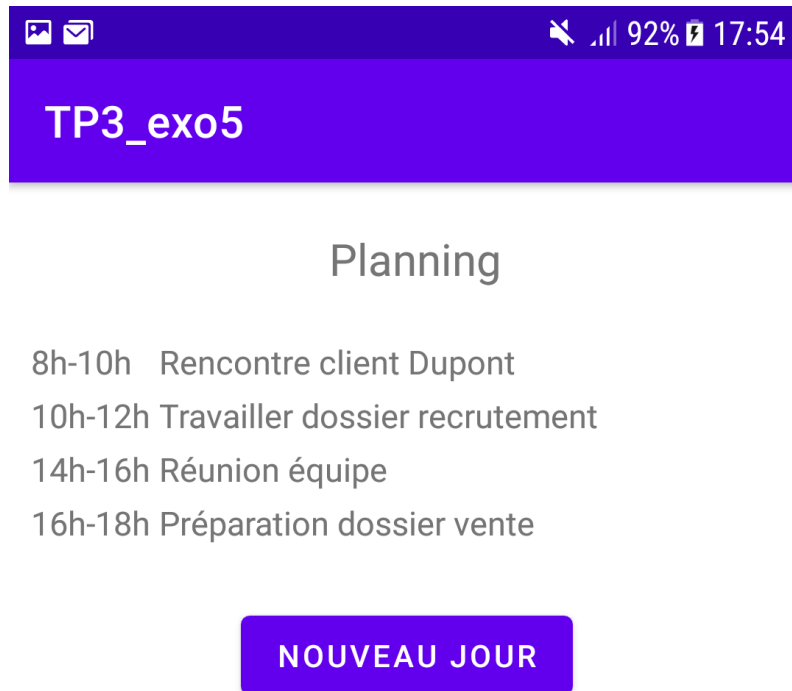 92% 17:54
TP3_exo5
Planning
8h-10h Rencontre client Dupont
10h-12h Travailler dossier recrutement
14h-16h Réunion équipe
16h-18h Préparation dossier vente
NOUVEAU JOUR